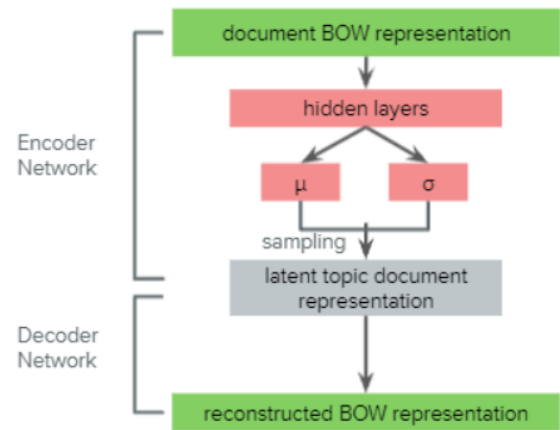 document BOW representation
hidden layers
Encoder
Network
μ
σ
sampling
latent topic document
representation
Decoder
Network
reconstructed BOW representation